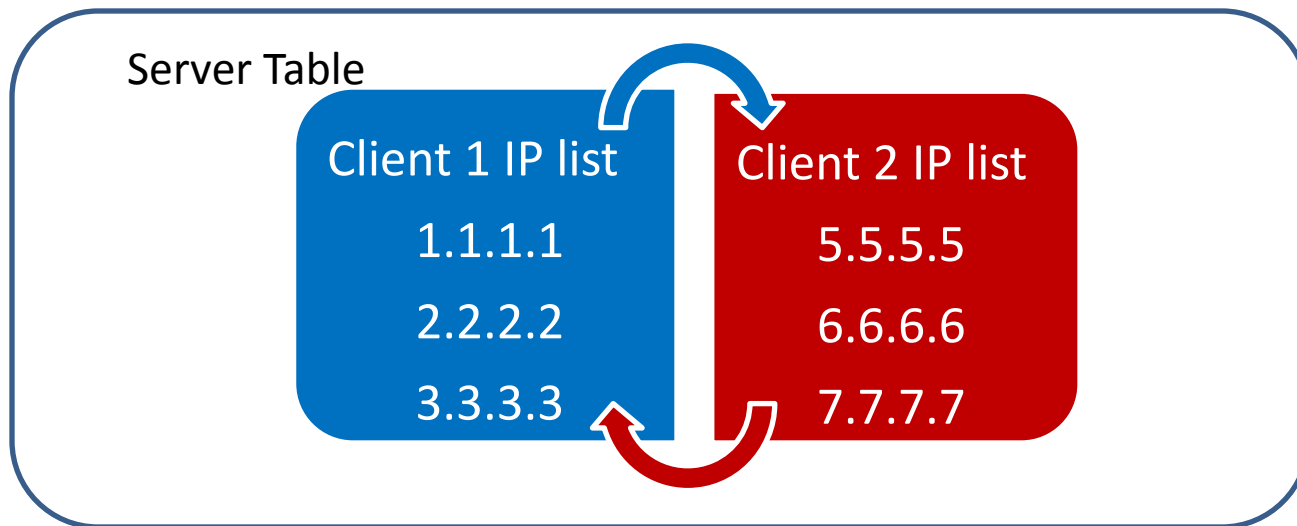 Server Table
Client 1 IP list
1.1.1.1
2.2.2.2
3.3.3.3
Client 2 IP list
5.5.5.5
6.6.6.6
7.7.7.7